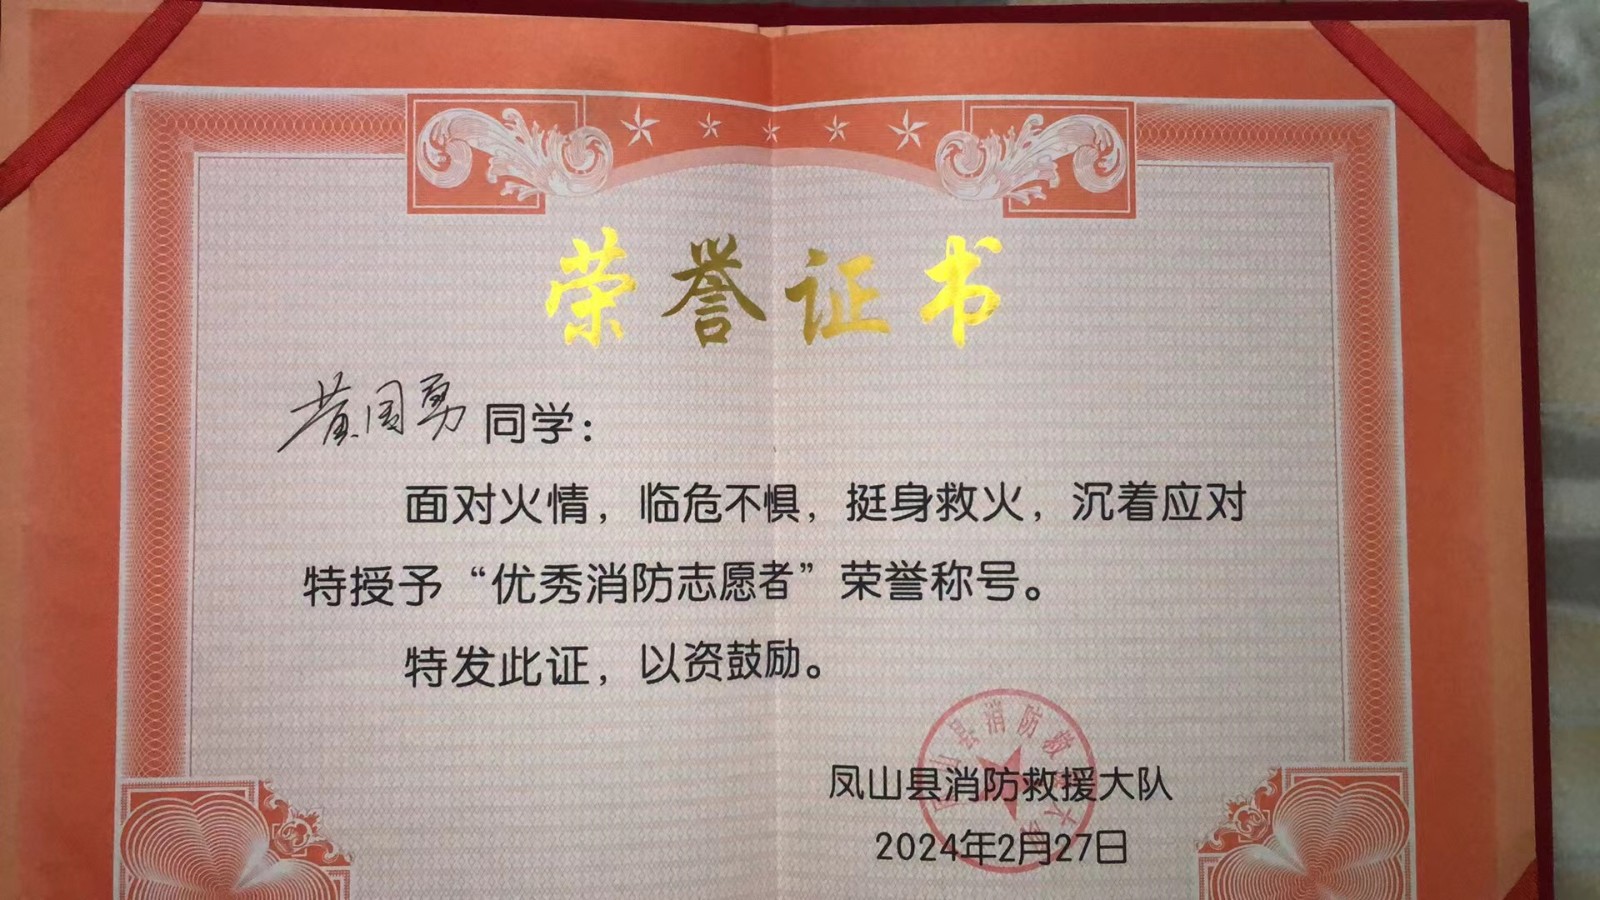 荣誉证书
黄国勇 同学：
面对火情，临危不惧，挺身救火，沉着应对
特授予“优秀消防志愿者”荣誉称号。
特发此证，以资鼓励。
凤山县消防救援大队
2024年2月27日